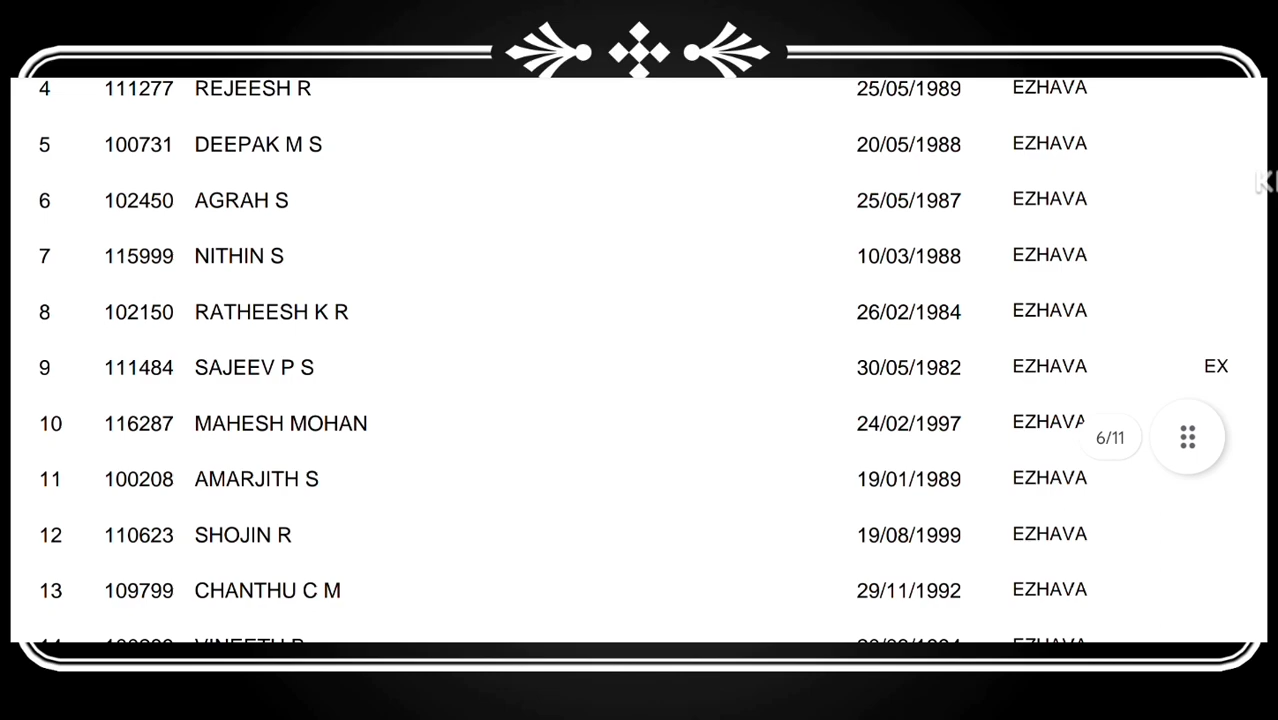 4 111277 REJEESH R 25/05/1989 EZHAVA
5 100731 DEEPAK M S 20/05/1988 EZHAVA
6 102450 AGRAH S 25/05/1987 EZHAVA
7 115999 NITHIN S 10/03/1988 EZHAVA
8 102150 RATHEESH K R 26/02/1984 EZHAVA
9 111484 SAJEEV P S 30/05/1982 EZHAVA EX
10 116287 MAHESH MOHAN 24/02/1997 EZHAVA
6/11
11 100208 AMARJITH S 19/01/1989 EZHAVA
12 110623 SHOJIN R 19/08/1999 EZHAVA
13 109799 CHANTHU C M 29/11/1992 EZHAVA